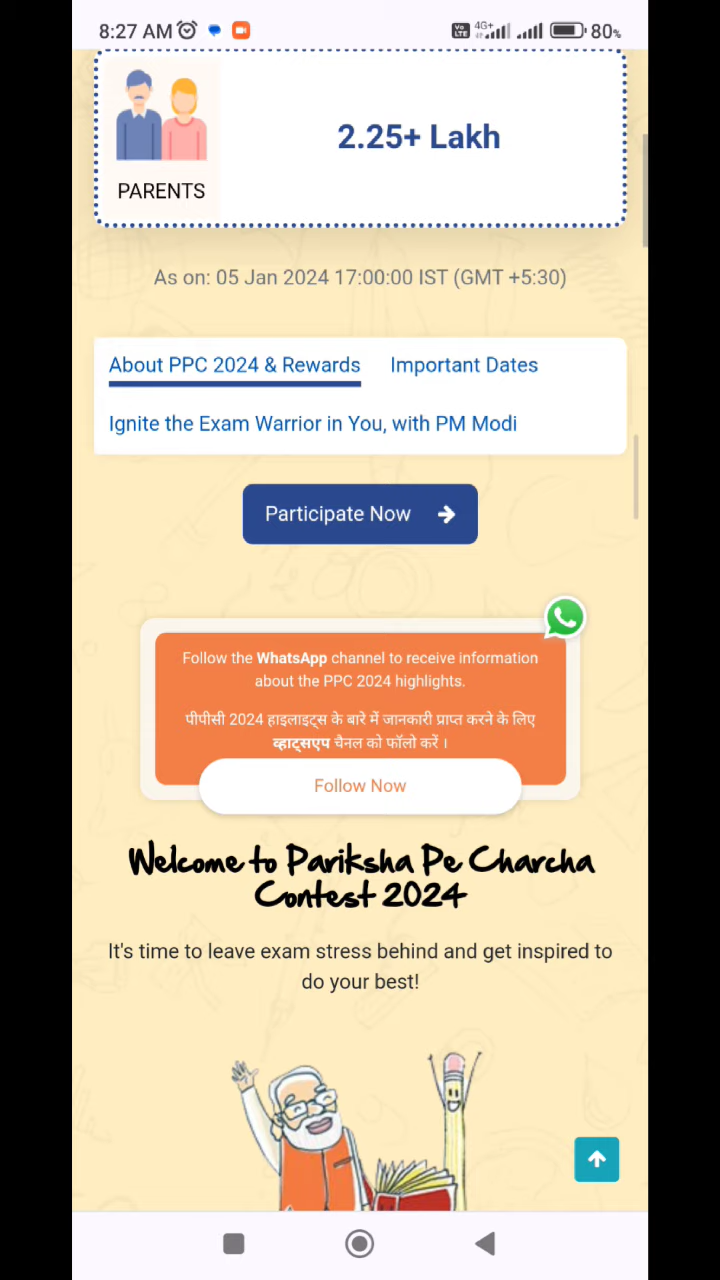 8:27 AM
Vo
LTE
4G+
80%
2.25+ Lakh
PARENTS
As on: 05 Jan 2024 17:00:00 IST (GMT +5:30)
About PPC 2024 & Rewards Important Dates
Ignite the Exam Warrior in You, with PM Modi
Participate Now
Follow the WhatsApp channel to receive information
about the PPC 2024 highlights.
पीपीसी 2024 हाइलाइट्स के बारे में जानकारी प्राप्त करने के लिए
व्हाट्सएप चैनल को फॉलो करें ।
Follow Now
Welcome to Pariksha Pe Charcha
Contest 2024
It's time to leave exam stress behind and get inspired to
do your best!